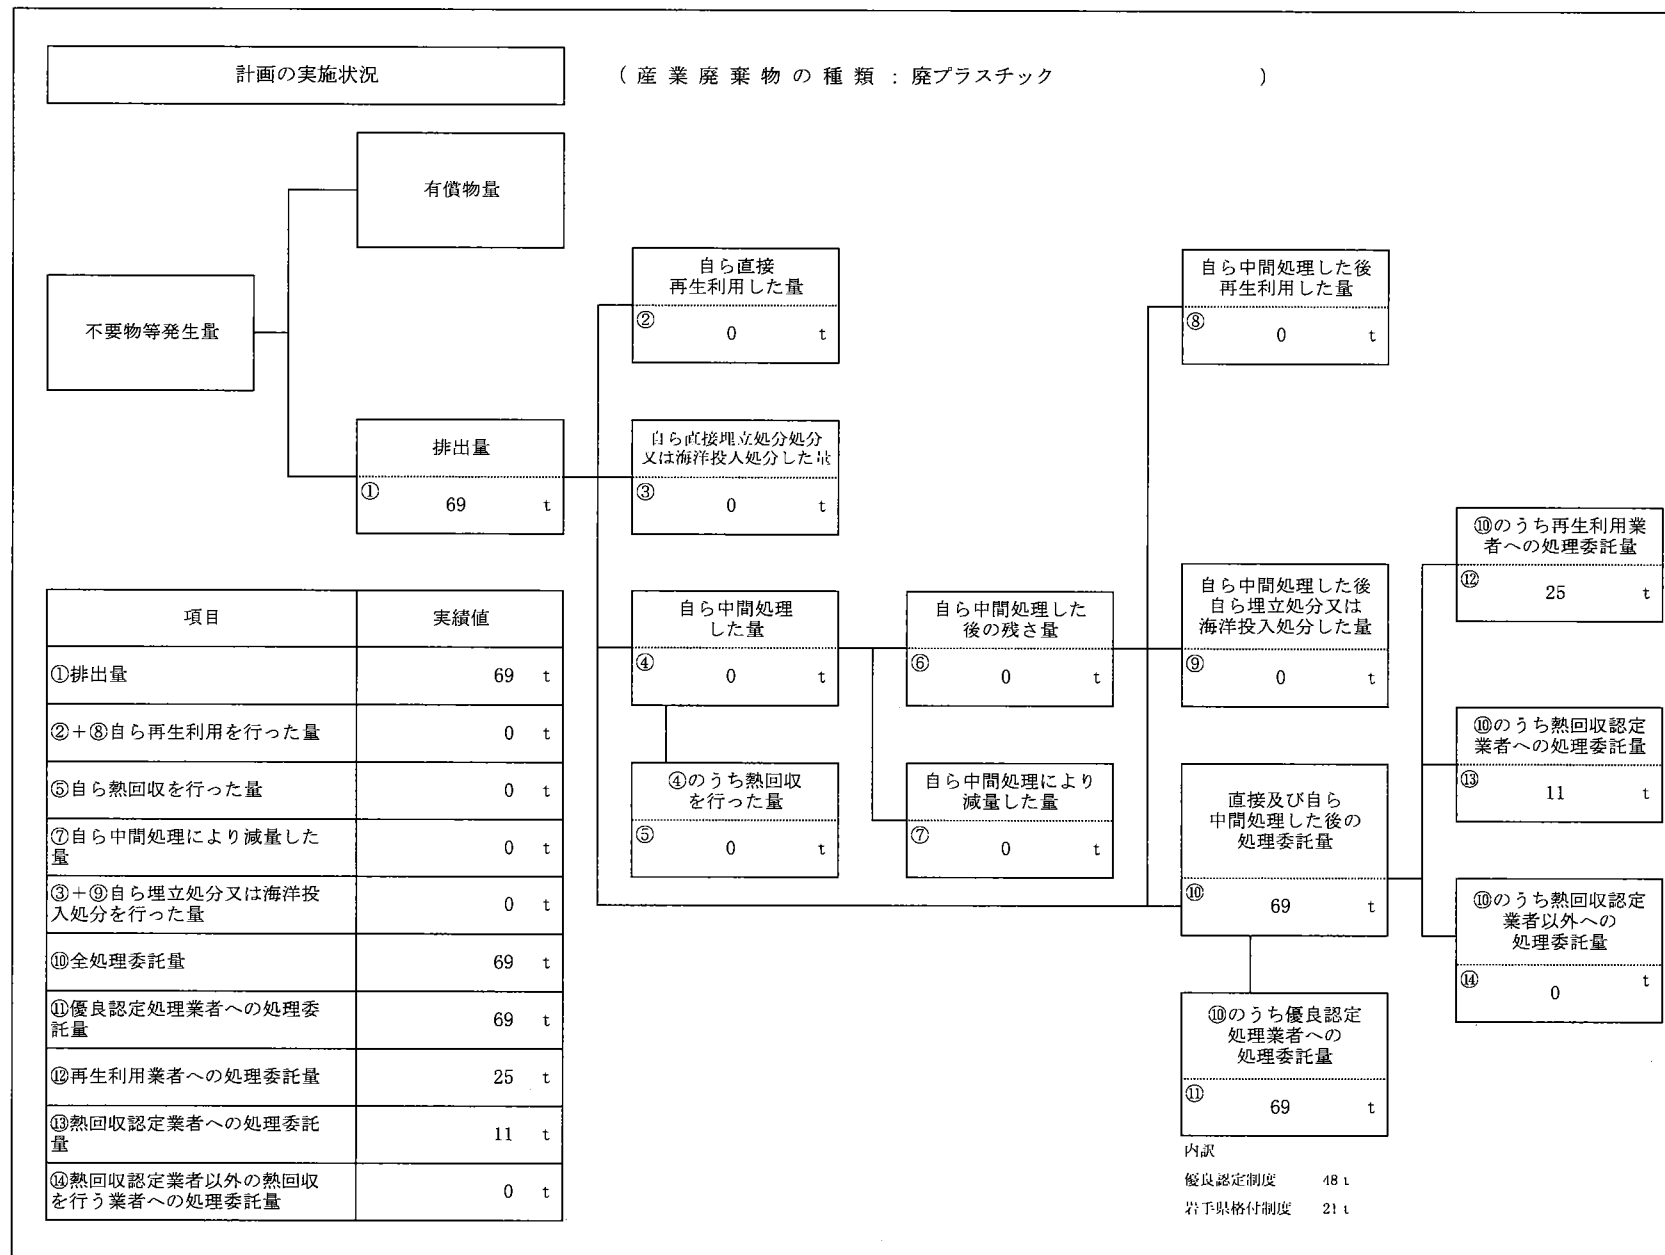 計画の実施状況
(産業廃棄物の種類:廃プラスチック )
有償物量
不要物等発生量
排出量
① 69 t
自ら直接
再生利用した量
② 0 t
自ら直接埋立処分処分
又は海洋投入処分した量
③ 0 t
自ら中間処理
した量
④ 0 t
④のうち熱回収
を行った量
⑤ 0 t
自ら中間処理した
後の残さ量
⑥ 0 t
自ら中間処理により
減量した量
⑦ 0 t
自ら中間処理した後
再生利用した量
⑧ 0 t
自ら中間処理した後
自ら埋立処分又は
海洋投入処分した量
⑨ 0 t
直接及び自ら
中間処理した後の
処理委託量
⑩ 69 t
⑩のうち優良認定
処理業者への
処理委託量
⑪ 69 t
内訳
優良認定制度 48 t
岩手県格付制度 21 t
⑩のうち再生利用業
者への処理委託量
⑫ 25 t
⑩のうち熱回収認定
業者への処理委託量
⑬ 11 t
⑩のうち熱回収認定
業者以外への
処理委託量
⑭ 0 t
項目 実績値
①排出量 69 t
②+⑧自ら再生利用を行った量 0 t
⑤自ら熱回収を行った量 0 t
⑦自ら中間処理により減量した
量 0 t
③+⑨自ら埋立処分又は海洋投
入処分を行った量 0 t
⑩全処理委託量 69 t
⑪優良認定処理業者への処理委
託量 69 t
⑫再生利用業者への処理委託量 25 t
⑬熱回収認定業者への処理委託
量 11 t
⑭熱回収認定業者以外の熱回収
を行う業者への処理委託量 0 t